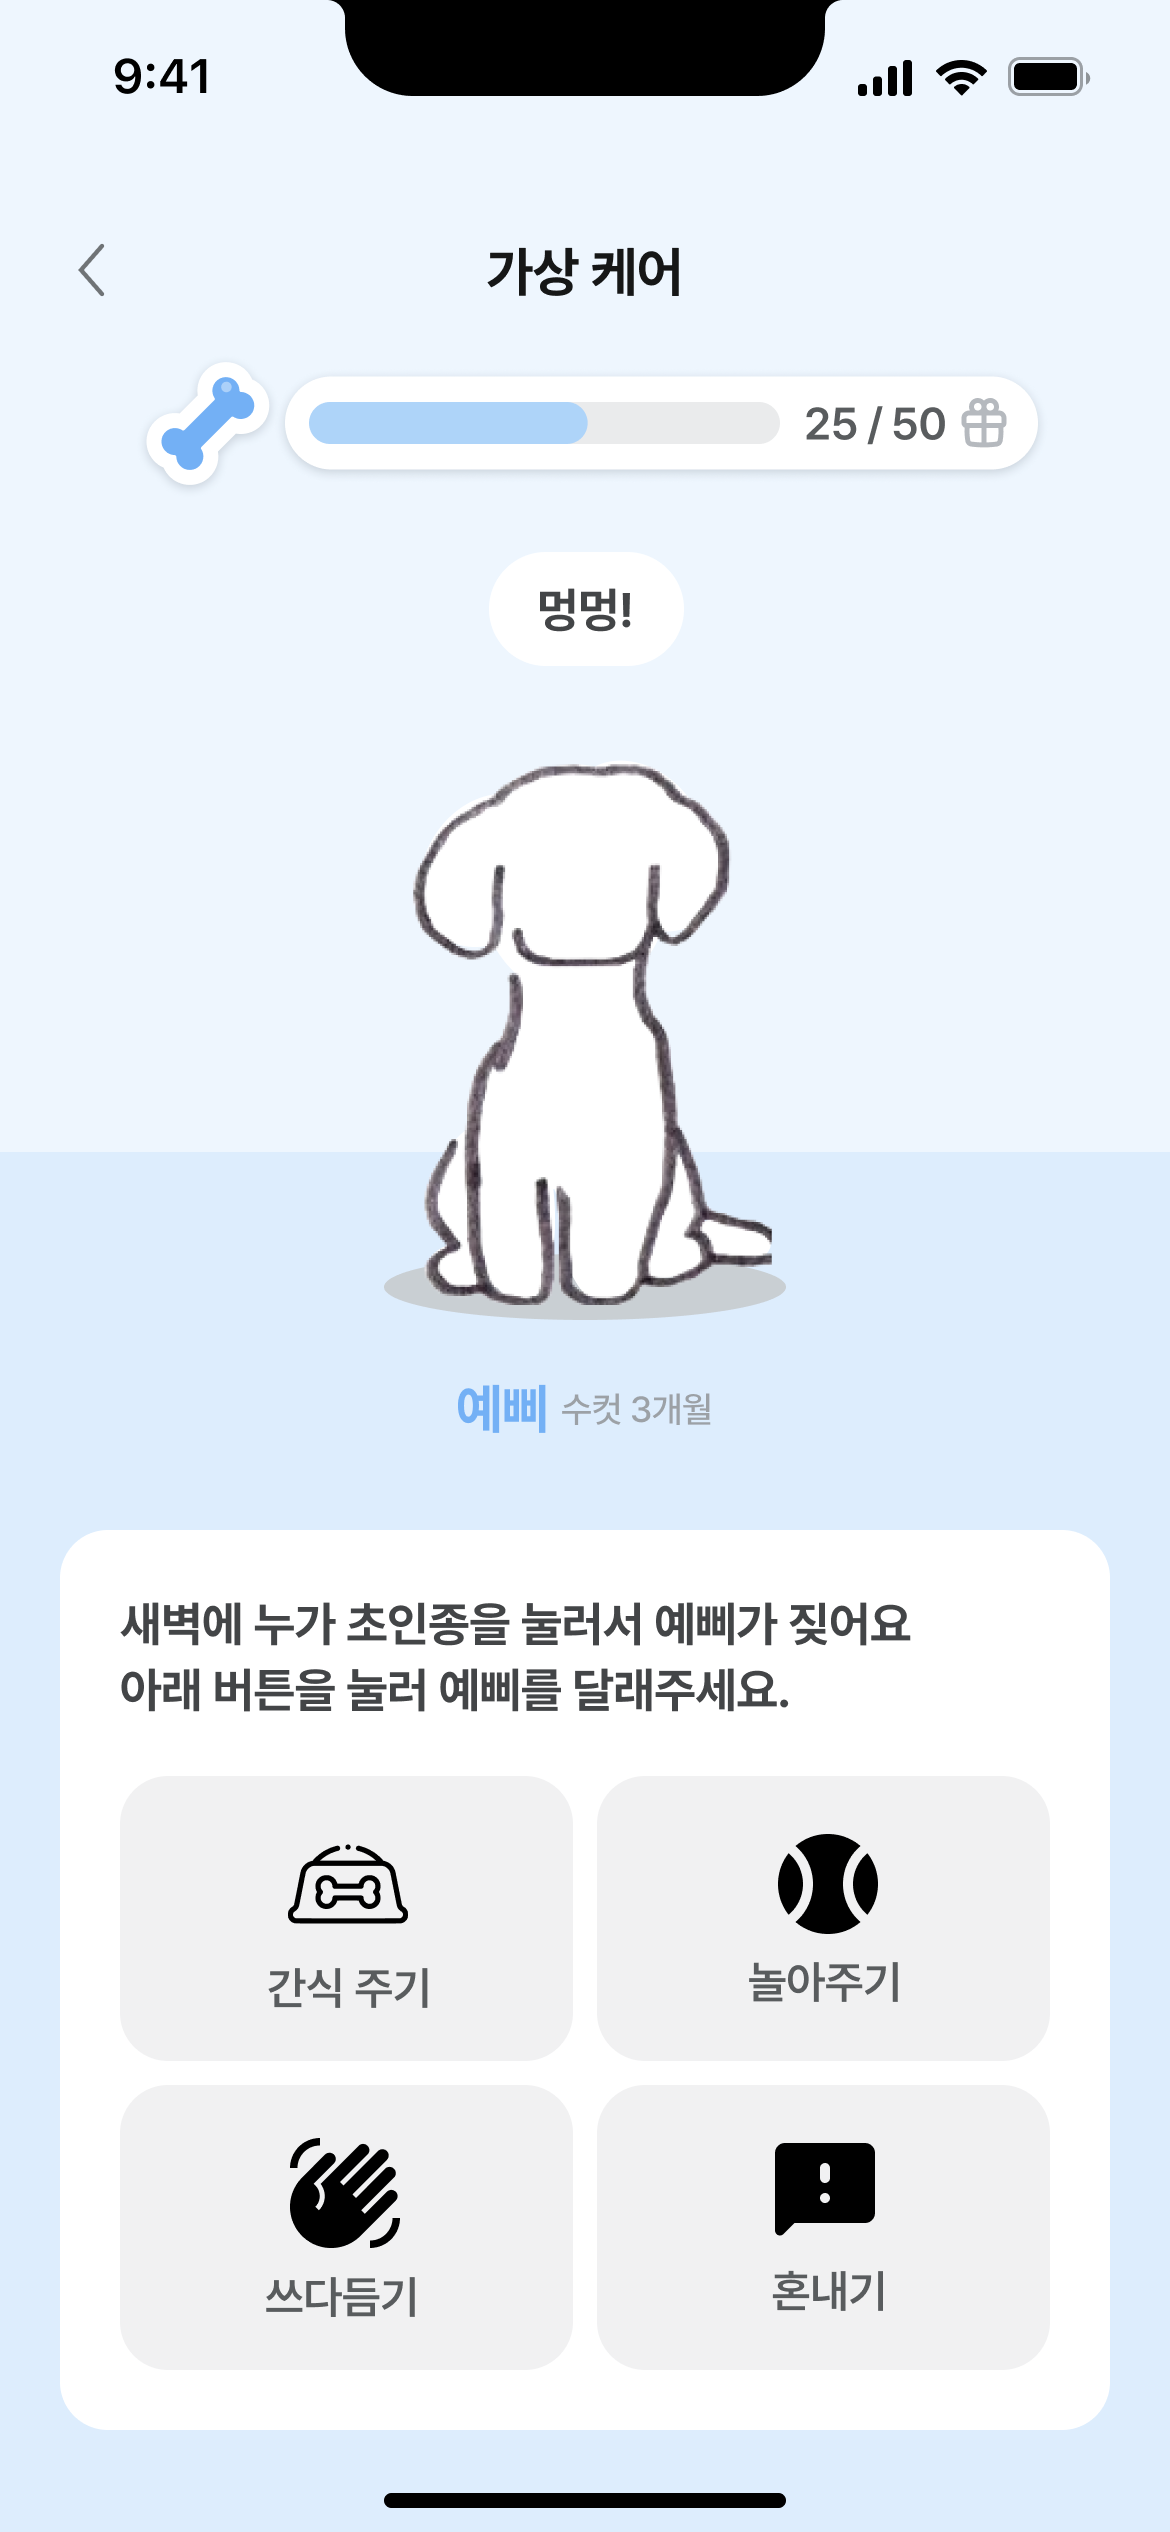 9:41
가상 케어
25 / 50
멍멍!
예삐 수컷 3개월
새벽에 누가 초인종을 눌러서 예삐가 짖어요
아래 버튼을 눌러 예삐를 달래주세요.
간식 주기
놀아주기
쓰다듬기
혼내기